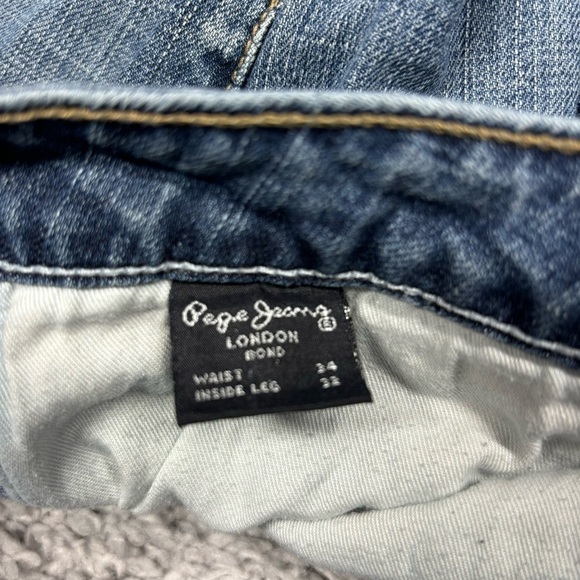 Pepe Jeans
LONDON
BOND
WAIST 34
INSIDE LEG 32